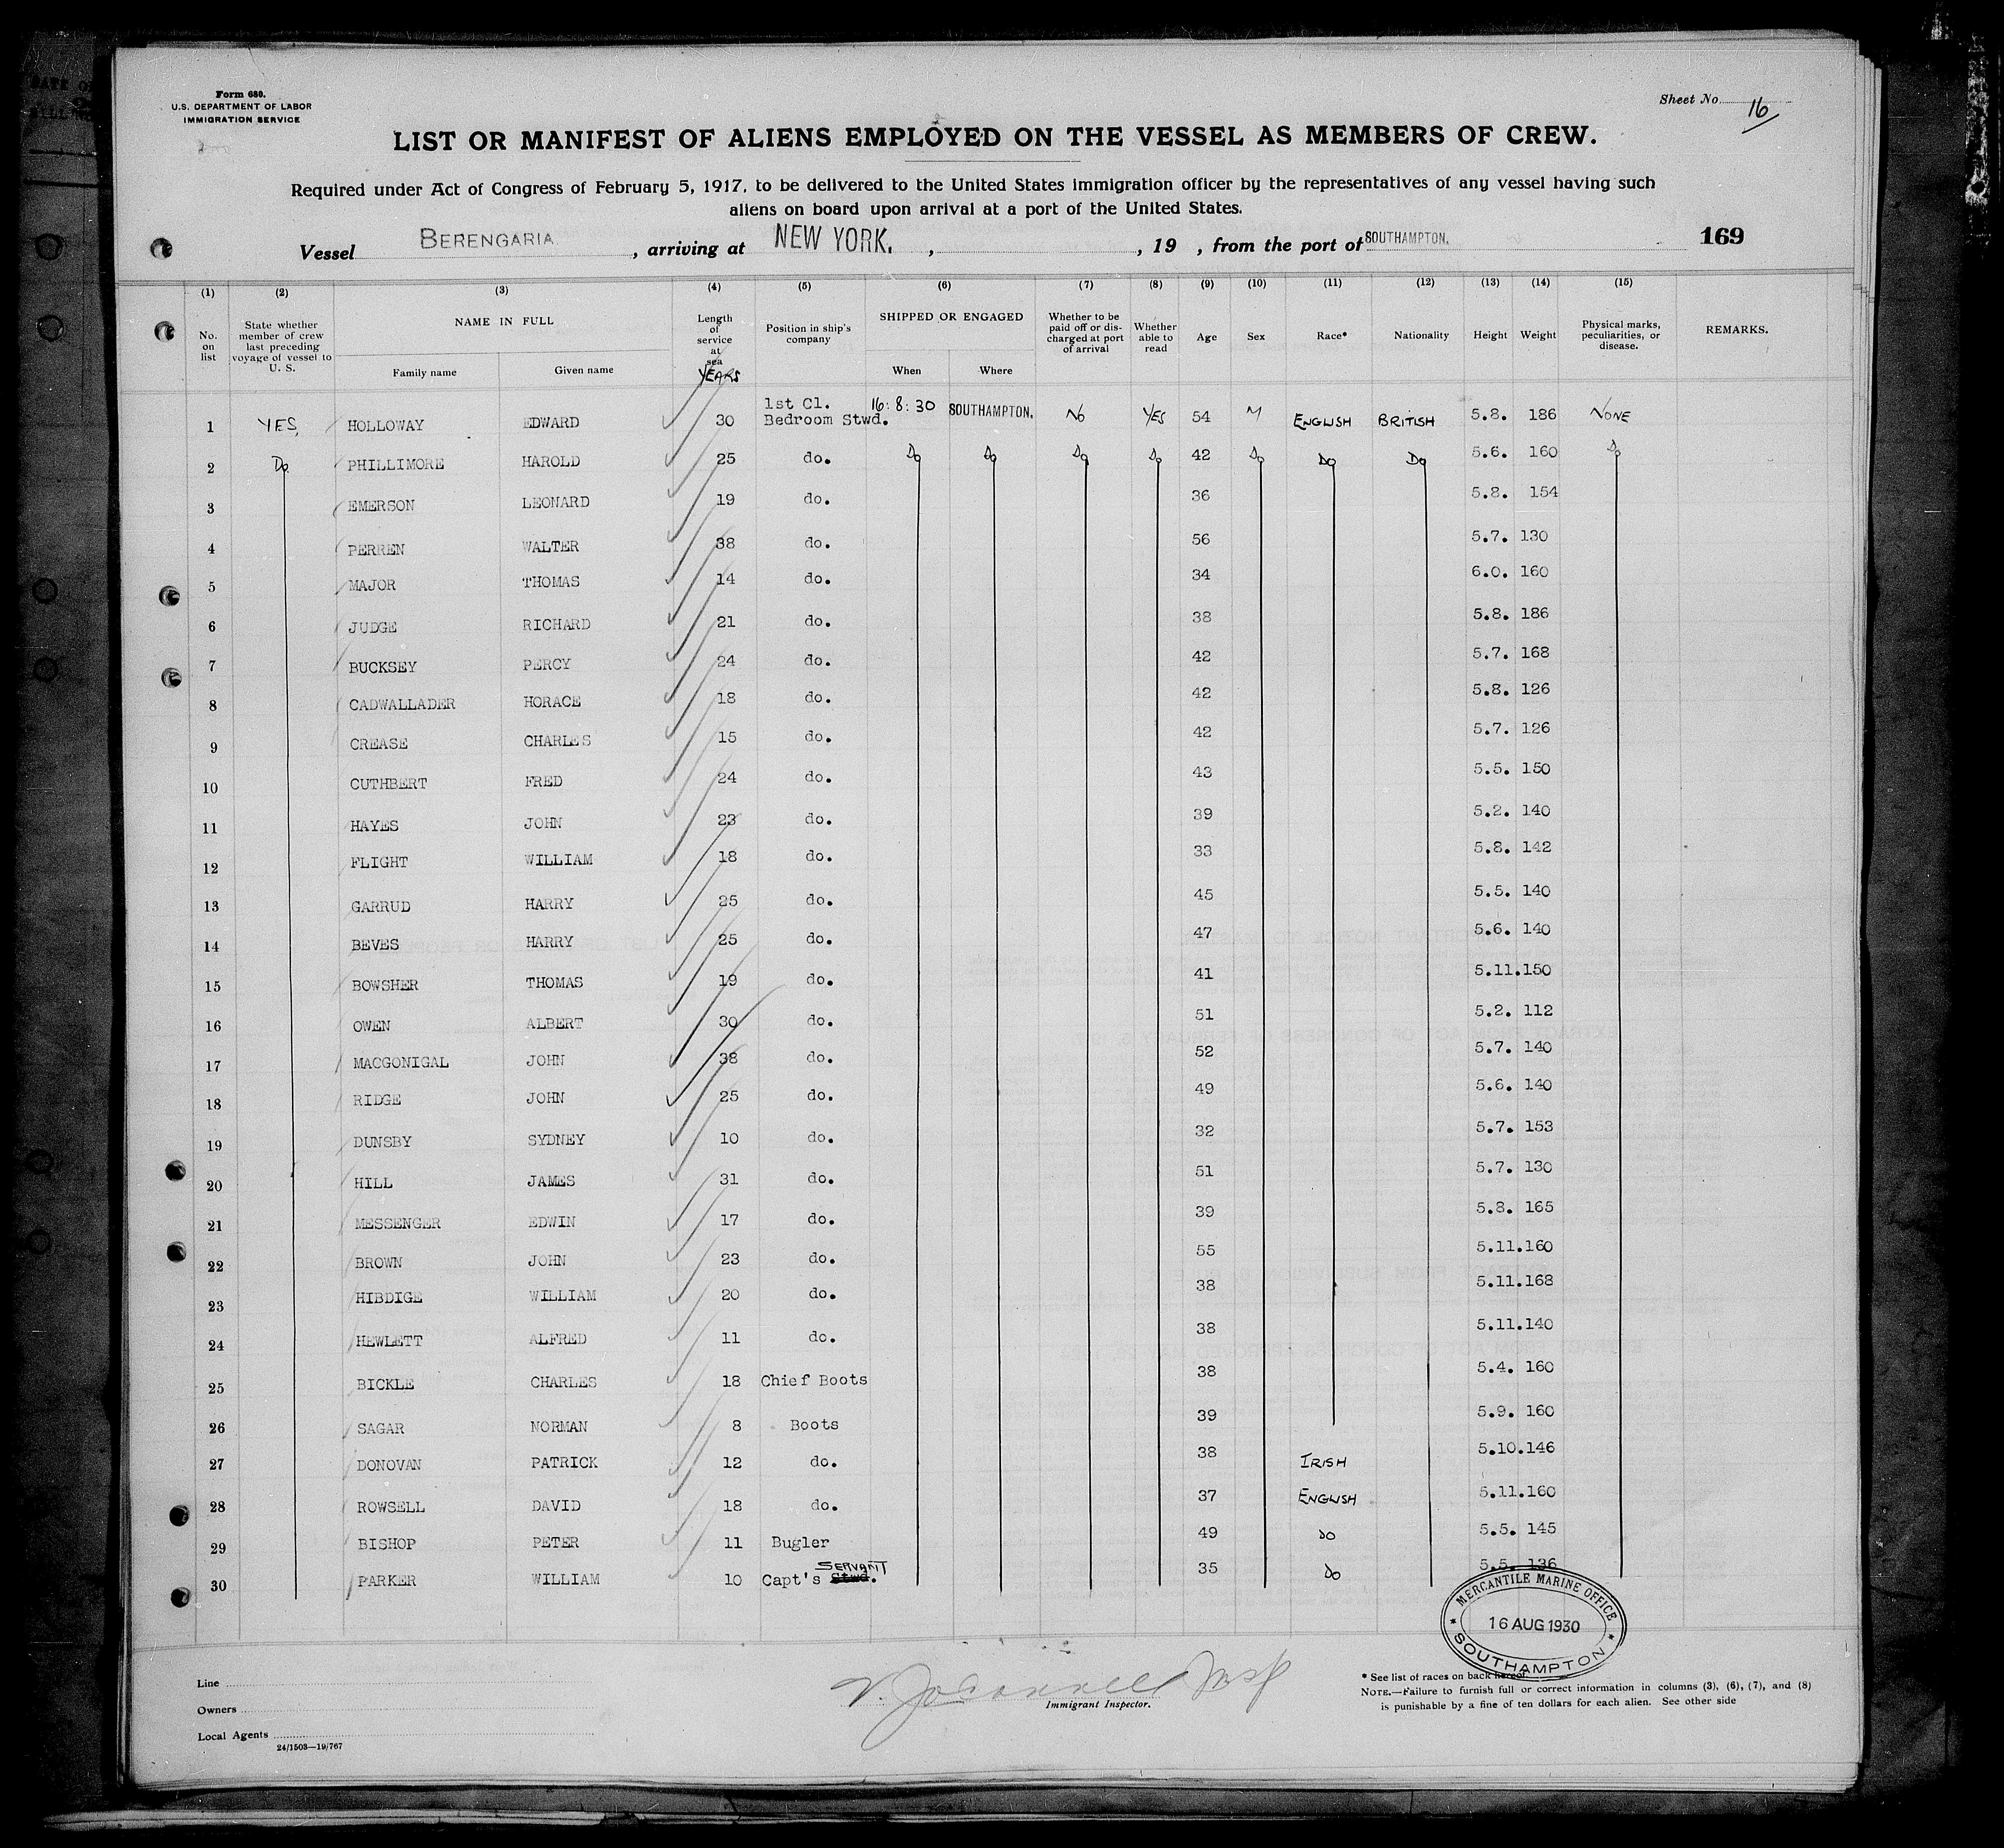 Form 680.
U.S. DEPARTMENT OF LABOR
IMMIGRATION SERVICE
Sheet No. 16
LIST OR MANIFEST OF ALIENS EMPLOYED ON THE VESSEL AS MEMBERS OF CREW.
Required under Act of Congress of February 5, 1917, to be delivered to the United States immigration officer by the representatives of any vessel having such
aliens on board upon arrival at a port of the United States.
Vessel BERENGARIA, arriving at NEW YORK. , , 19 , from the port of SOUTHAMPTON. 169
(1) (2) (3) (4) (5) (6) (7) (8) (9) (10) (11) (12) (13) (14) (15)
No. on list State whether member of crew last preceding voyage of vessel to U. S. NAME IN FULL Family name Given name Length of service at sea YEARS Position in ship's company SHIPPED OR ENGAGED When Where Whether to be paid off or discharged at port of arrival Whether able to read Age Sex Race* Nationality Height Weight Physical marks, peculiarities, or disease. REMARKS.
1 YES, HOLLOWAY EDWARD 30 1st Cl. Bedroom Stwd. 16:8:30 SOUTHAMPTON. No YES 54 M ENGLISH BRITISH 5.8. 186 NONE
2 Do PHILLIMORE HAROLD 25 do. Do Do Do Do 42 Do Do Do 5.6. 160 Do
3 EMERSON LEONARD 19 do. 36 5.8. 154
4 PERREN WALTER 38 do. 56 5.7. 130
5 MAJOR THOMAS 14 do. 34 6.0. 160
6 JUDGE RICHARD 21 do. 38 5.8. 186
7 BUCKSEY PERCY 24 do. 42 5.7. 168
8 CADWALLADER HORACE 18 do. 42 5.8. 126
9 CREASE CHARLES 15 do. 42 5.7. 126
10 CUTHBERT FRED 24 do. 43 5.5. 150
11 HAYES JOHN 23 do. 39 5.2. 140
12 FLIGHT WILLIAM 18 do. 33 5.8. 142
13 GARRUD HARRY 25 do. 45 5.5. 140
14 BEVES HARRY 25 do. 47 5.6. 140
15 BOWSHER THOMAS 19 do. 41 5.11. 150
16 OWEN ALBERT 30 do. 51 5.2. 112
17 MACGONIGAL JOHN 38 do. 52 5.7. 140
18 RIDGE JOHN 25 do. 49 5.6. 140
19 DUNSBY SYDNEY 10 do. 32 5.7. 153
20 HILL JAMES 31 do. 51 5.7. 130
21 MESSENGER EDWIN 17 do. 39 5.8. 165
22 BROWN JOHN 23 do. 55 5.11. 160
23 HIBDIGE WILLIAM 20 do. 38 5.11. 168
24 HEWLETT ALFRED 11 do. 38 5.11. 140
25 BICKLE CHARLES 18 Chief Boots 38 5.4. 160
26 SAGAR NORMAN 8 Boots 39 5.9. 160
27 DONOVAN PATRICK 12 do. 38 IRISH 5.10. 146
28 ROWSELL DAVID 18 do. 37 ENGLISH 5.11. 160
29 BISHOP PETER 11 Bugler 49 DO 5.5. 145
30 PARKER WILLIAM 10 Capt's Stwd. SERVANT 35 DO 5.5. 136
MERCANTILE MARINE OFFICE
16 AUG 1930
SOUTHAMPTON
Line
Owners
Local Agents
24/1503—19/767
Immigrant Inspector.
* See list of races on back hereof.
NOTE.—Failure to furnish full or correct information in columns (3), (6), (7), and (8)
is punishable by a fine of ten dollars for each alien. See other side